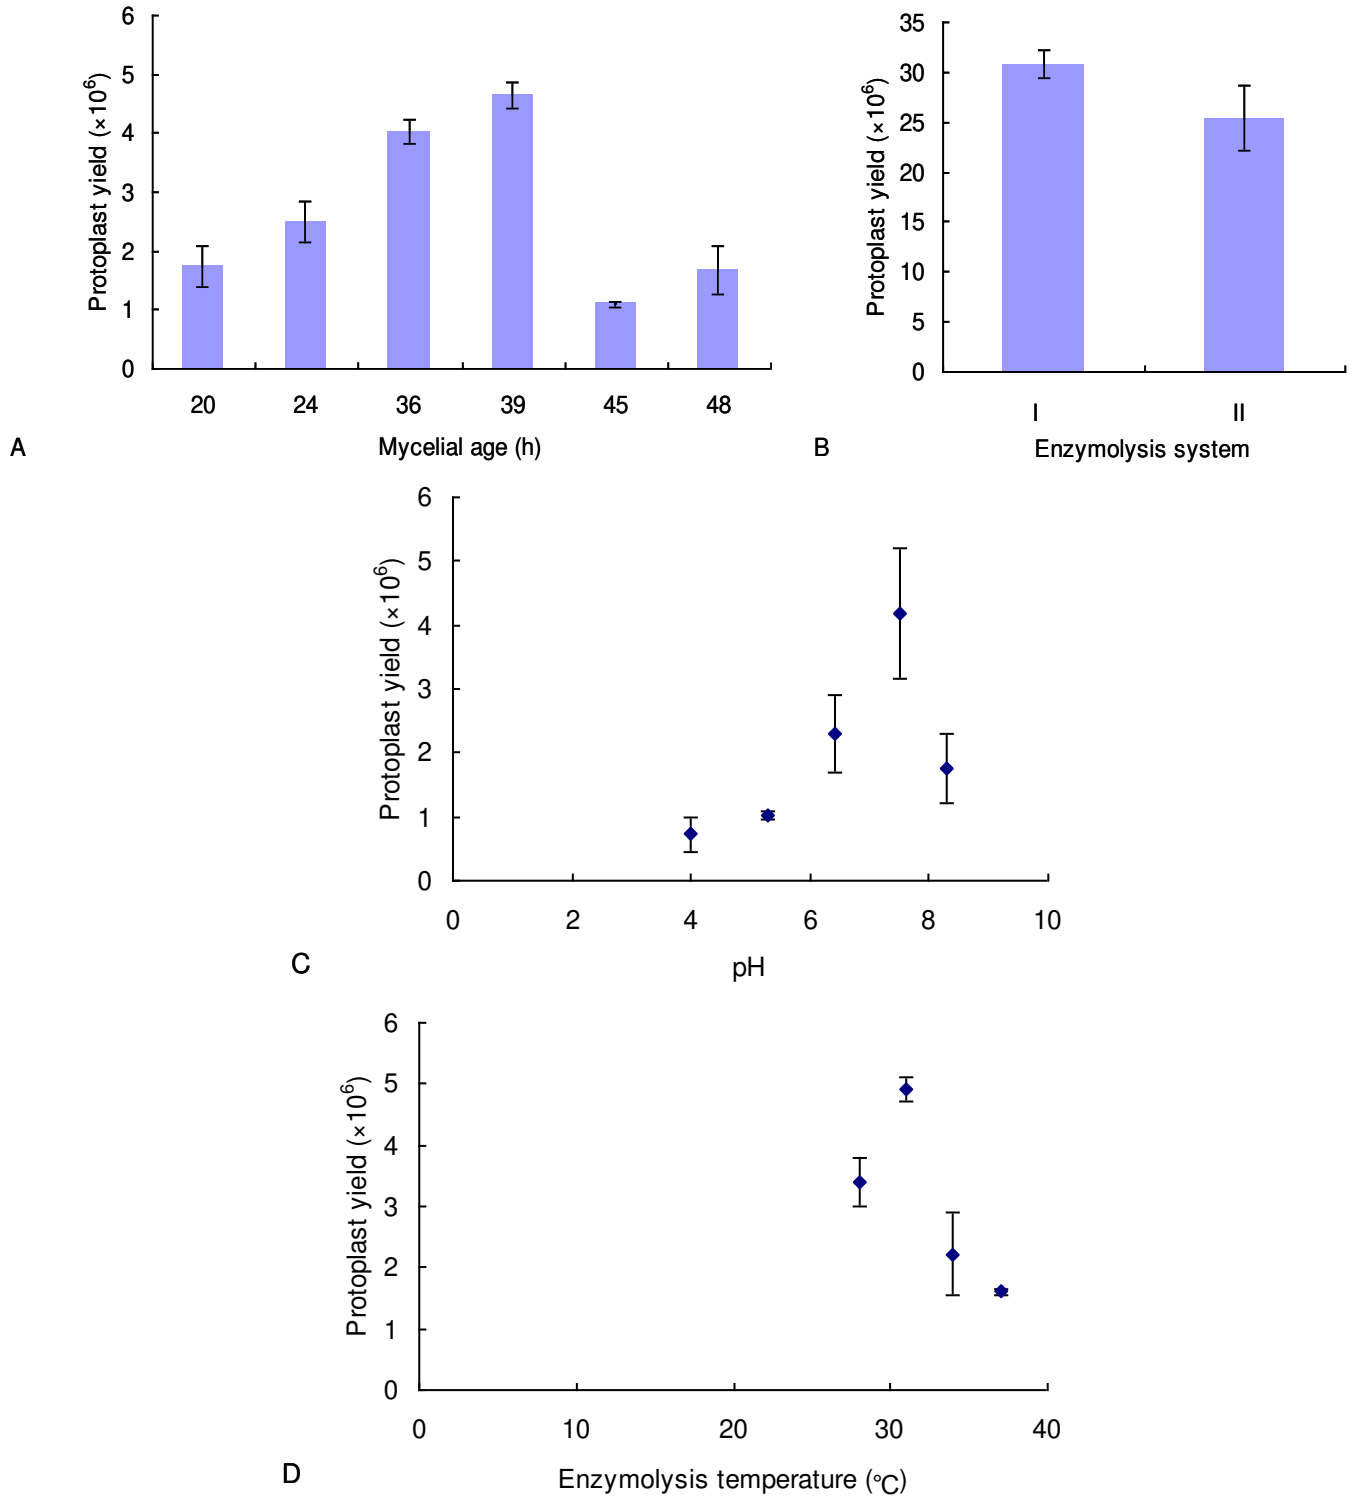 6
5
4
3
2
1
0
Protoplast yield (×10⁶)
20 24 36 39 45 48
Mycelial age (h)
A
35
30
25
20
15
10
5
0
Protoplast yield (×10⁶)
I II
Enzymolysis system
B
6
5
4
3
2
1
0
Protoplast yield (×10⁶)
0 2 4 6 8 10
pH
C
6
5
4
3
2
1
0
Protoplast yield (×10⁶)
0 10 20 30 40
Enzymolysis temperature (°C)
D